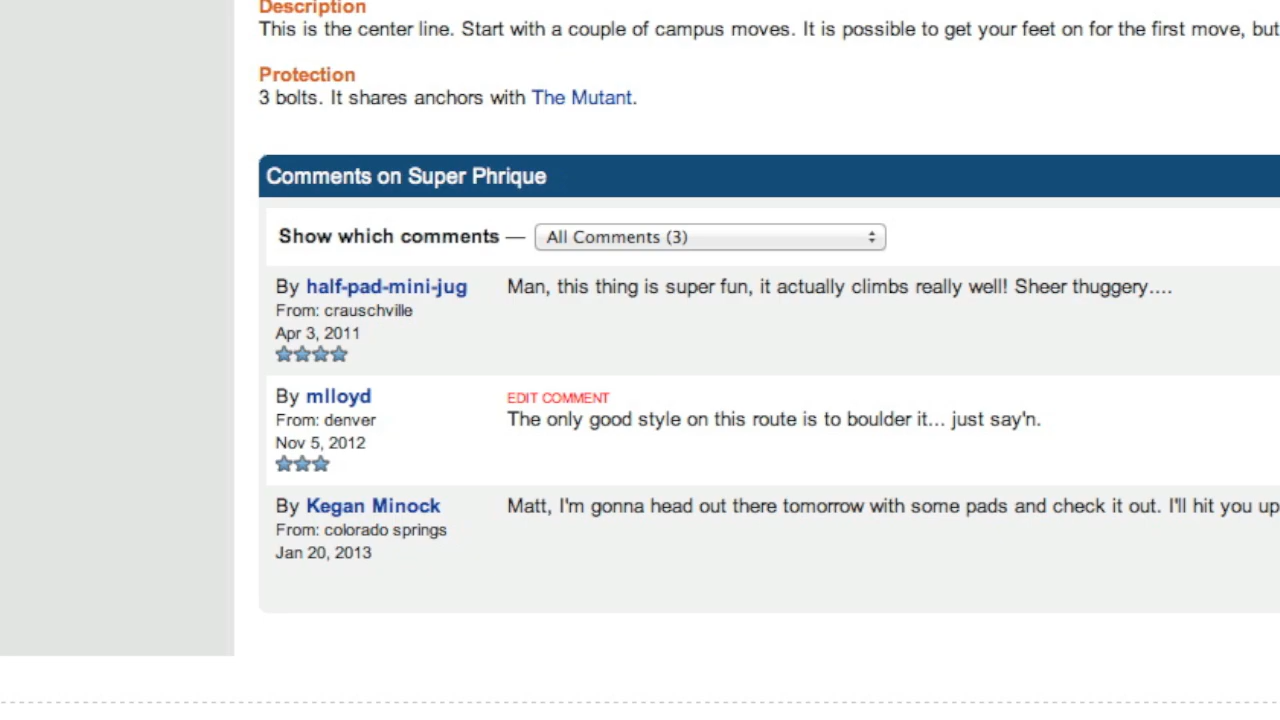 Description
This is the center line. Start with a couple of campus moves. It is possible to get your feet on for the first move, but
Protection
3 bolts. It shares anchors with The Mutant.
Comments on Super Phrique
Show which comments — All Comments (3)
By half-pad-mini-jug
From: crauschville
Apr 3, 2011
Man, this thing is super fun, it actually climbs really well! Sheer thuggery....
By mlloyd
From: denver
Nov 5, 2012
EDIT COMMENT
The only good style on this route is to boulder it... just say'n.
By Kegan Minock
From: colorado springs
Jan 20, 2013
Matt, I'm gonna head out there tomorrow with some pads and check it out. I'll hit you up